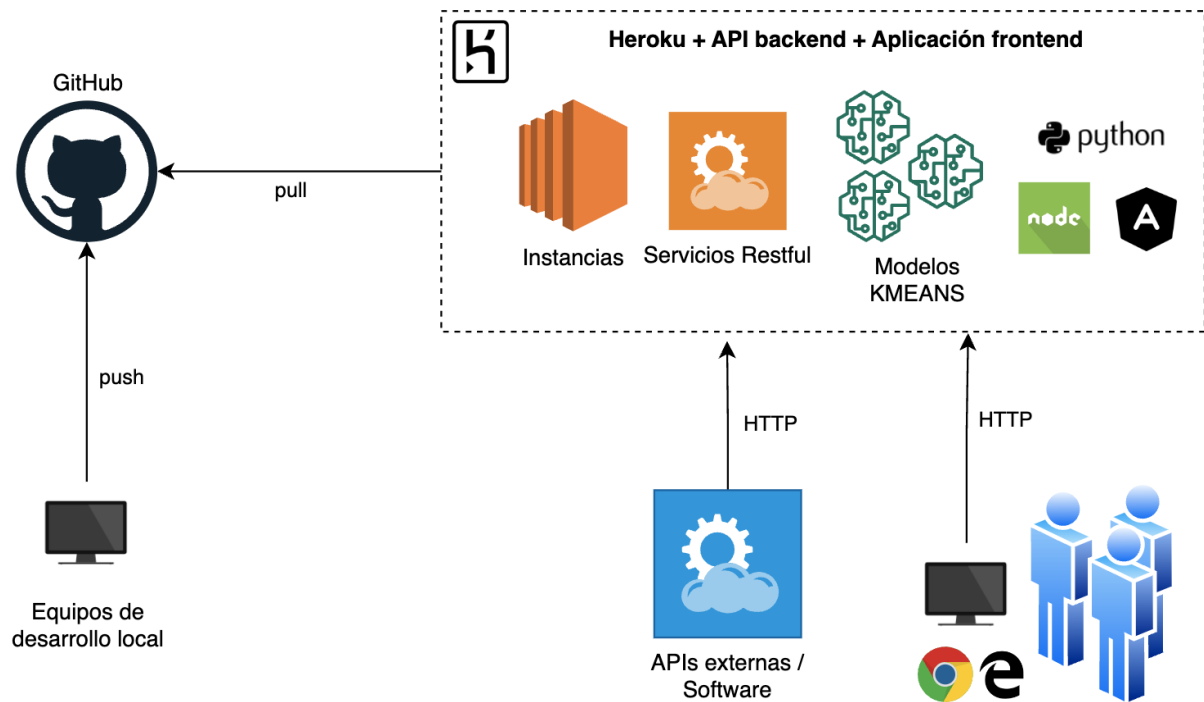 Heroku + API backend + Aplicación frontend
GitHub
pull
Instancias
Servicios Restful
Modelos
KMEANS
python
node
A
push
HTTP
HTTP
Equipos de
desarrollo local
APIs externas /
Software